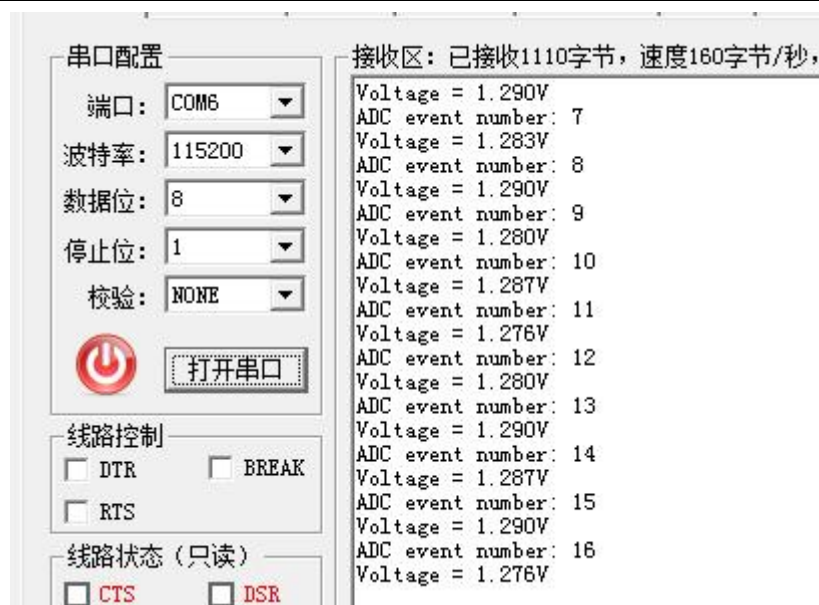 串口配置
端口： COM6
波特率： 115200
数据位： 8
停止位： 1
校验： NONE
打开串口
线路控制
DTR BREAK
RTS
线路状态（只读）
CTS DSR
接收区：已接收1110字节，速度160字节/秒，
Voltage = 1.290V
ADC event number: 7
Voltage = 1.283V
ADC event number: 8
Voltage = 1.290V
ADC event number: 9
Voltage = 1.280V
ADC event number: 10
Voltage = 1.287V
ADC event number: 11
Voltage = 1.276V
ADC event number: 12
Voltage = 1.280V
ADC event number: 13
Voltage = 1.290V
ADC event number: 14
Voltage = 1.287V
ADC event number: 15
Voltage = 1.290V
ADC event number: 16
Voltage = 1.276V